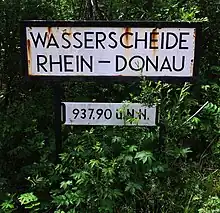 WASSERSCHEIDE
RHEIN-DONAU
937,90 ü.N.N.